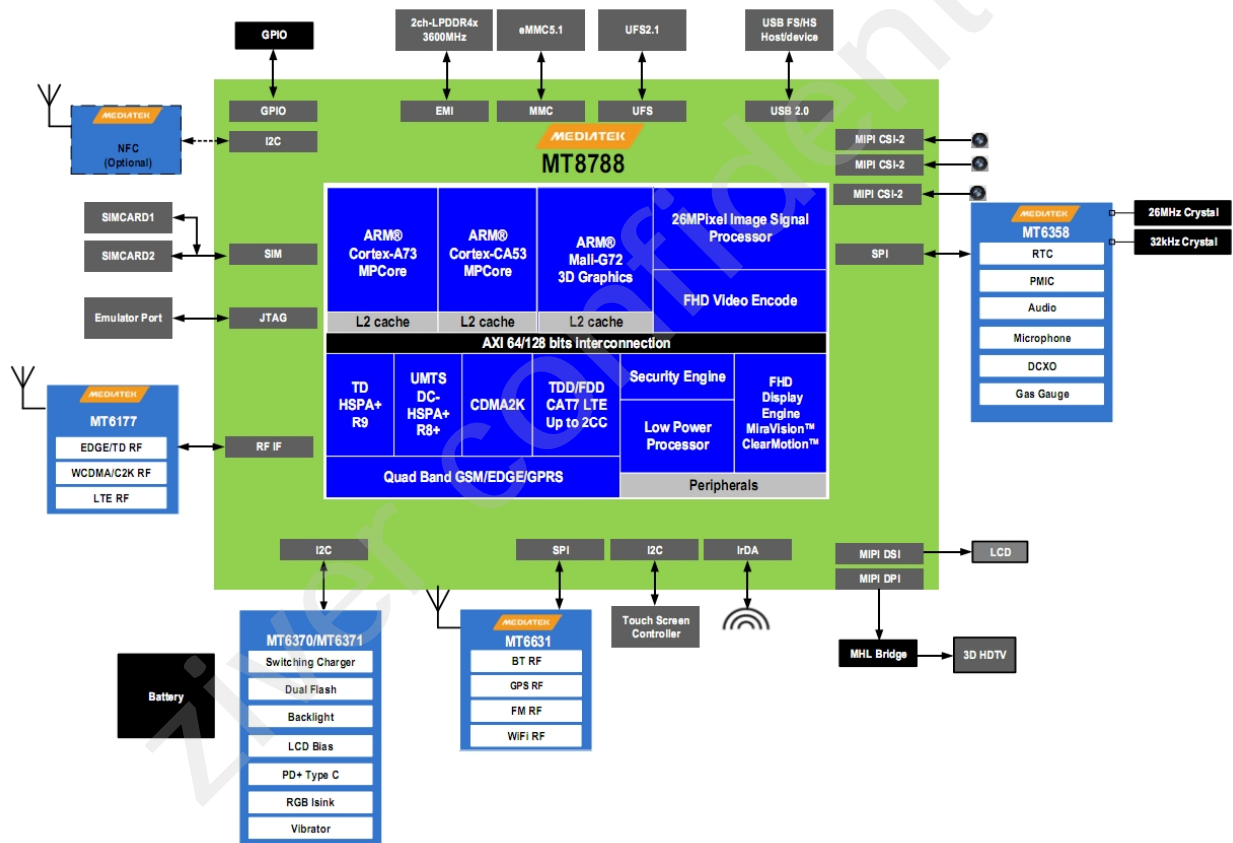 GPIO
2ch-LPDDR4x
3600MHz
eMMC5.1
UFS2.1
USB FS/HS
Host/device
GPIO
EMI
MMC
UFS
USB 2.0
MEDIATEK
NFC
(Optional)
I2C
MEDIATEK
MT8788
MIPI CSI-2
MIPI CSI-2
MIPI CSI-2
SIMCARD1
SIMCARD2
SIM
Emulator Port
JTAG
ARM®
Cortex-A73
MPCore
ARM®
Cortex-CA53
MPCore
ARM®
Mali-G72
3D Graphics
26MPixel Image Signal
Processor
FHD Video Encode
L2 cache
L2 cache
L2 cache
AXI 64/128 bits interconnection
TD
HSPA+
R9
UMTS
DC-
HSPA+
R8+
CDMA2K
TDD/FDD
CAT7 LTE
Up to 2CC
Security Engine
Low Power
Processor
FHD
Display
Engine
MiraVision™
ClearMotion™
Quad Band GSM/EDGE/GPRS
Peripherals
SPI
MEDIATEK
MT6358
RTC
PMIC
Audio
Microphone
DCXO
Gas Gauge
26MHz Crystal
32kHz Crystal
MEDIATEK
MT6177
EDGE/TD RF
WCDMA/C2K RF
LTE RF
RF IF
I2C
SPI
I2C
IrDA
MIPI DSI
MIPI DPI
LCD
MHL Bridge
3D HDTV
Battery
MT6370/MT6371
Switching Charger
Dual Flash
Backlight
LCD Bias
PD+ Type C
RGB Isink
Vibrator
MEDIATEK
MT6631
BT RF
GPS RF
FM RF
WiFi RF
Touch Screen
Controller
ziver confident